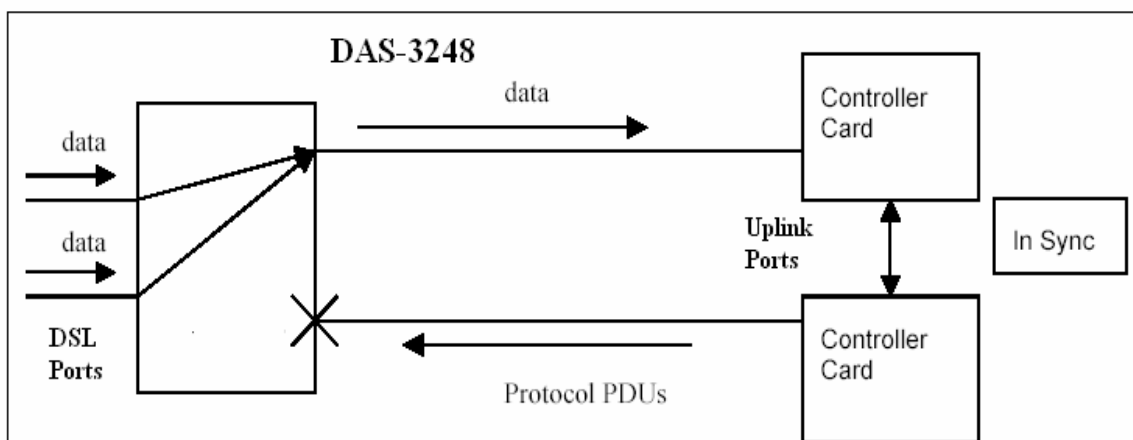 DAS-3248
data
data
data
DSL
Ports
Controller
Card
Uplink
Ports
In Sync
Controller
Card
Protocol PDUs